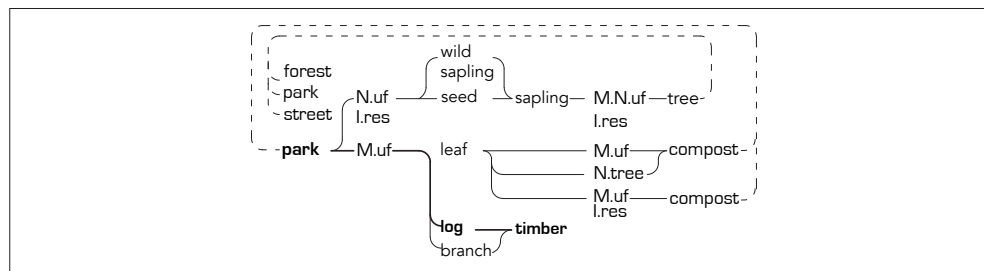 wild
sapling
forest
park
street
N.uf
I.res
seed
sapling
M.N.uf
I.res
tree
park
M.uf
leaf
M.uf
N.tree
compost
M.uf
I.res
compost
log
branch
timber